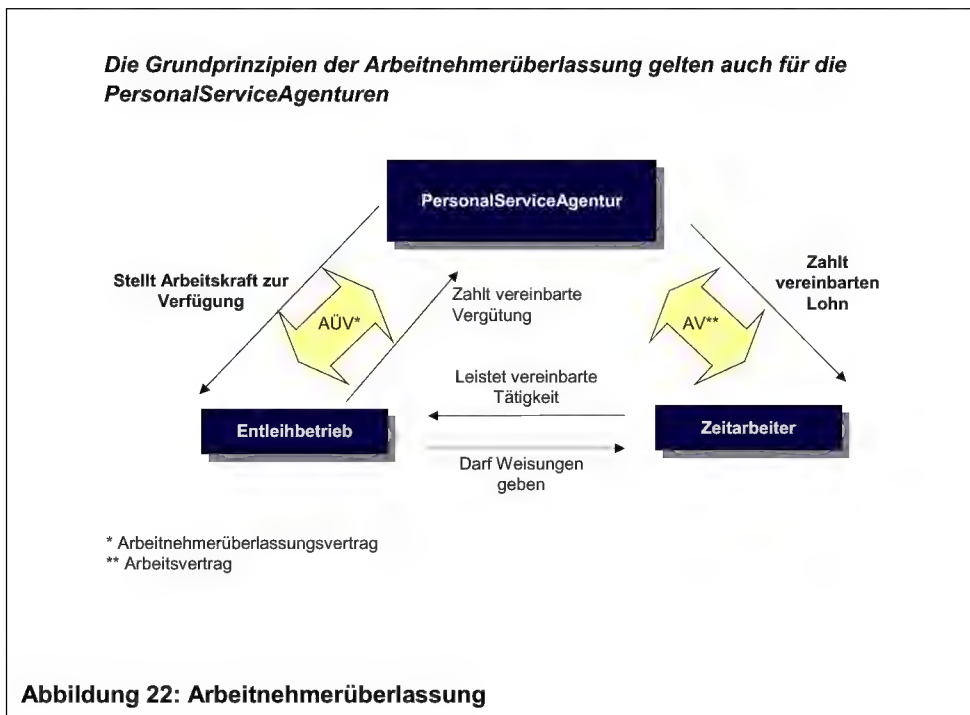 Die Grundprinzipien der Arbeitnehmerüberlassung gelten auch für die
PersonalServiceAgenturen
PersonalServiceAgentur
Stellt Arbeitskraft zur
Verfügung
AÜV*
Zahlt vereinbarte
Vergütung
AV**
Zahlt
vereinbarten
Lohn
Leistet vereinbarte
Tätigkeit
Entleihbetrieb
Zeitarbeiter
Darf Weisungen
geben
* Arbeitnehmerüberlassungsvertrag
** Arbeitsvertrag
Abbildung 22: Arbeitnehmerüberlassung